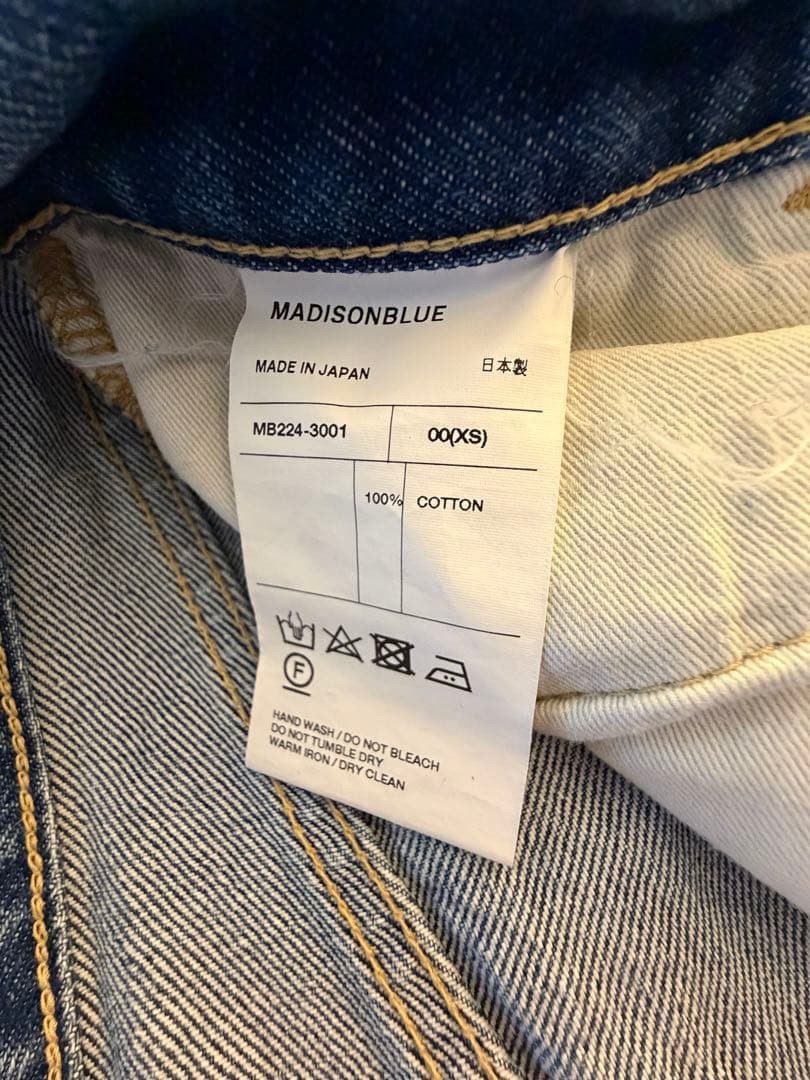 MADISONBLUE
MADE IN JAPAN 日本製
MB224-3001 00(XS)
100% COTTON
F
HAND WASH / DO NOT BLEACH
DO NOT TUMBLE DRY
WARM IRON / DRY CLEAN